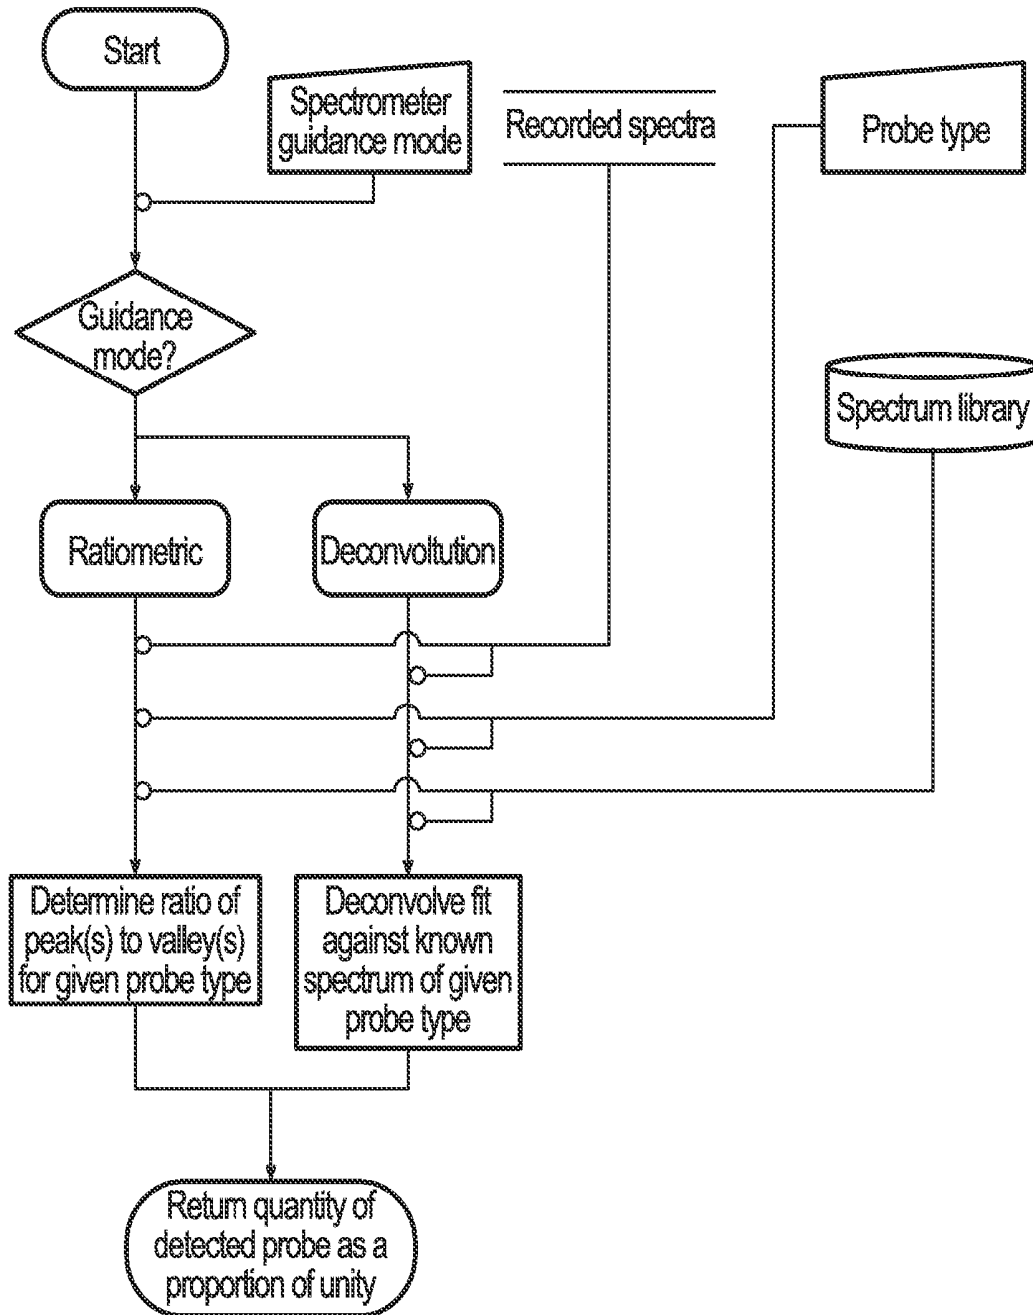 Start
Spectrometer
guidance mode
Recorded spectra
Probe type
Guidance
mode?
Spectrum library
Ratiometric
Deconvoltution
Determine ratio of
peak(s) to valley(s)
for given probe type
Deconvolve fit
against known
spectrum of given
probe type
Return quantity of
detected probe as a
proportion of unity